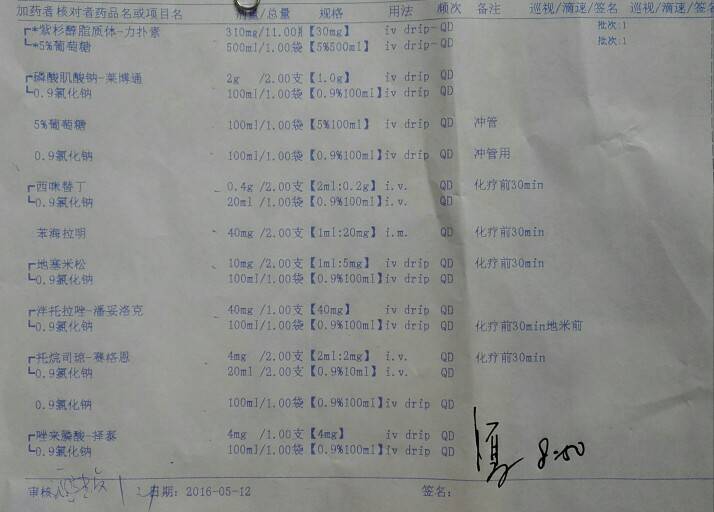 加药者核对者药品名或项目名 剂量/总量 规格 用法 频次 备注 巡视/滴速/签名 巡视/滴速/签名
┌*紫杉醇脂质体-力扑素 310mg/11.00 【30mg】 iv drip- QD 批次:1
└*5%葡萄糖 500ml/1.00袋【5%500ml】 iv drip- QD 批次:1
┌磷酸肌酸钠-莱博通 2g /2.00支【1.0g】 iv drip QD
└0.9氯化钠 100ml/1.00袋【0.9%100ml】iv drip QD
5%葡萄糖 100ml/1.00袋【5%100ml】 iv drip QD 冲管
0.9氯化钠 100ml/1.00袋【0.9%100ml】iv drip QD 冲管用
┌西咪替丁 0.4g /2.00支【2ml:0.2g】i.v. QD 化疗前30min
└0.9氯化钠 20ml /1.00袋【0.9%100ml】i.v. QD
苯海拉明 40mg /2.00支【1ml:20mg】i.m. QD 化疗前30min
┌地塞米松 10mg /2.00支【1ml:5mg】 iv drip QD 化疗前30min
└0.9氯化钠 100ml/1.00袋【0.9%100ml】iv drip QD
┌泮托拉唑-潘妥洛克 40mg /1.00支【40mg】 iv drip QD
└0.9氯化钠 100ml/1.00袋【0.9%100ml】iv drip QD 化疗前30min地米前
┌托烷司琼-赛格恩 4mg /2.00支【2ml:2mg】 i.v. QD 化疗前30min
└0.9氯化钠 20ml /2.00支【0.9%10ml】 i.v. QD
0.9氯化钠 100ml/1.00袋【0.9%100ml】iv drip QD
┌唑来膦酸-择泰 4mg /1.00支【4mg】 iv drip QD
└0.9氯化钠 100ml/1.00袋【0.9%100ml】iv drip QD 8:50
审核 日期: 2016-05-12 签名: